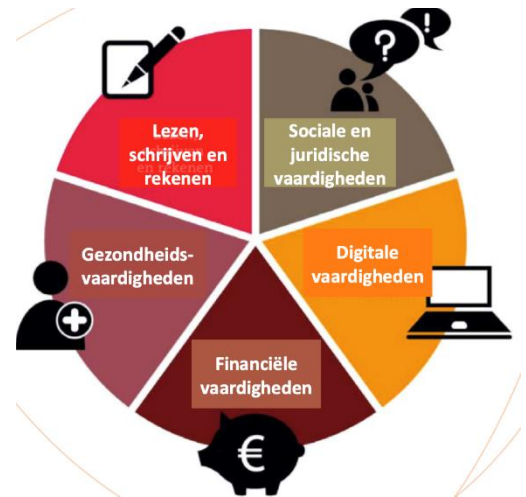 Lezen,
schrijven en
rekenen
Sociale en
juridische
vaardigheden
Digitale
vaardigheden
Financiële
vaardigheden
Gezondheids-
vaardigheden
? !
€